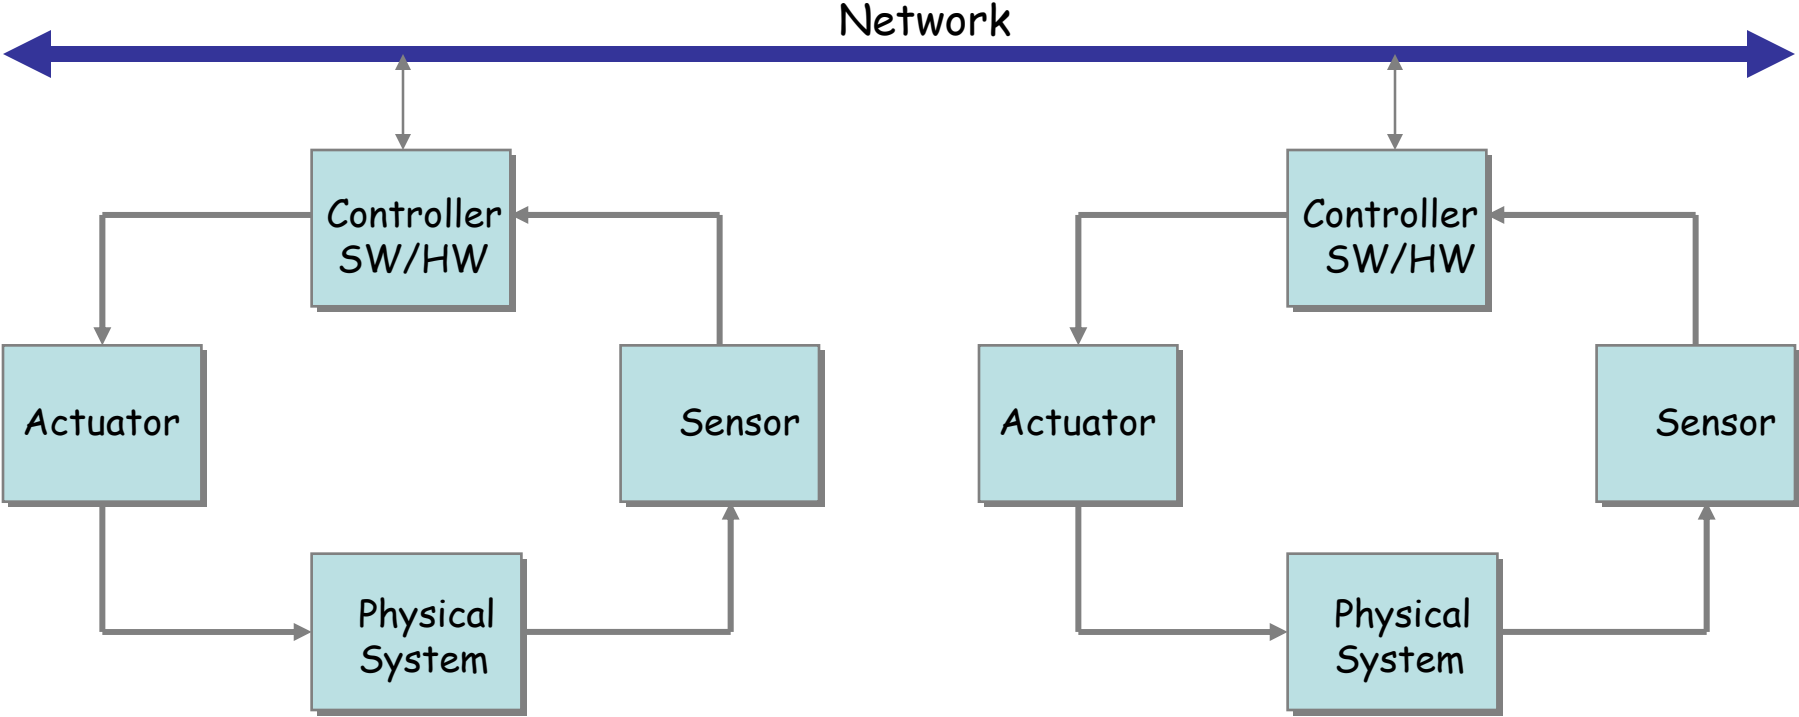 Network
Controller
SW/HW
Controller
SW/HW
Actuator
Sensor
Actuator
Sensor
Physical
System
Physical
System